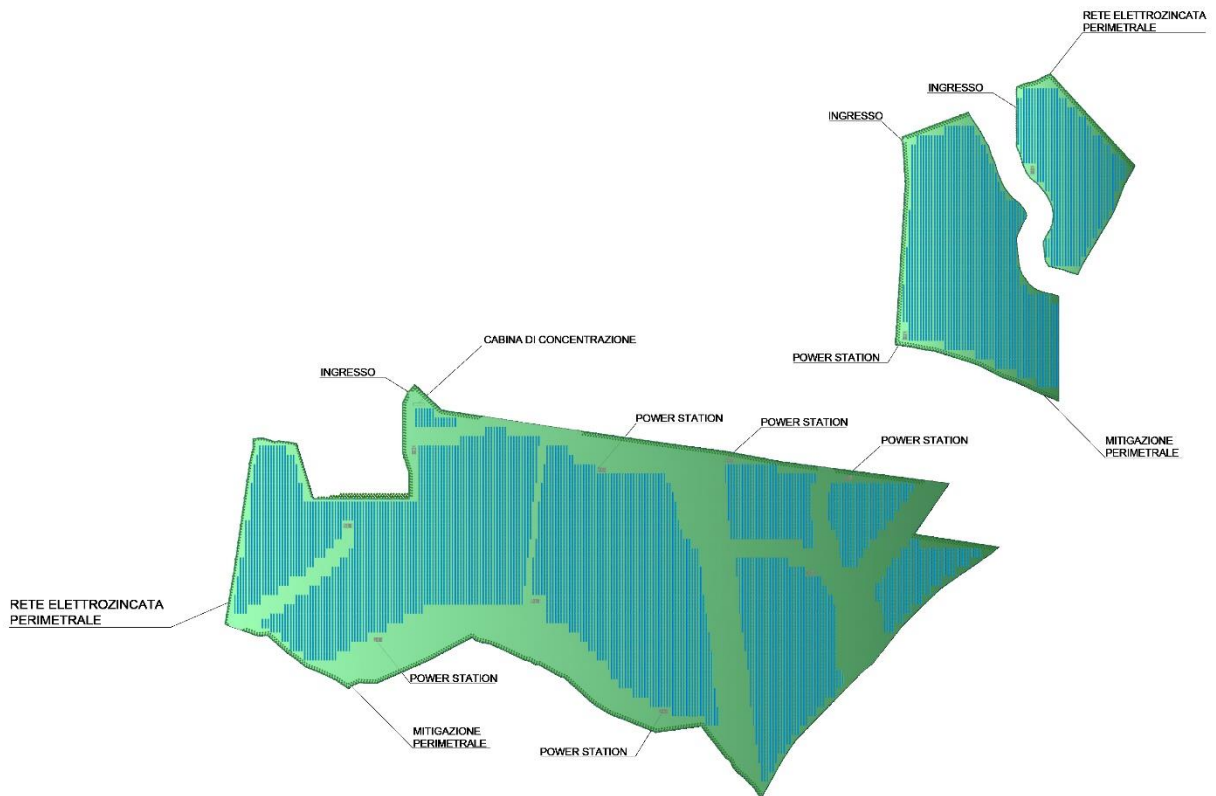 RETE ELETTROZINCATA
PERIMETRALE
INGRESSO
INGRESSO
POWER STATION
MITIGAZIONE
PERIMETRALE
CABINA DI CONCENTRAZIONE
INGRESSO
POWER STATION
POWER STATION
POWER STATION
RETE ELETTROZINCATA
PERIMETRALE
POWER STATION
MITIGAZIONE
PERIMETRALE
POWER STATION